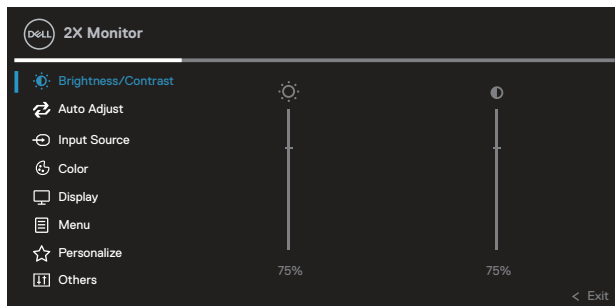 DELL 2X Monitor
Brightness/Contrast
Auto Adjust
Input Source
Color
Display
Menu
Personalize
Others
75% 75%
< Exit